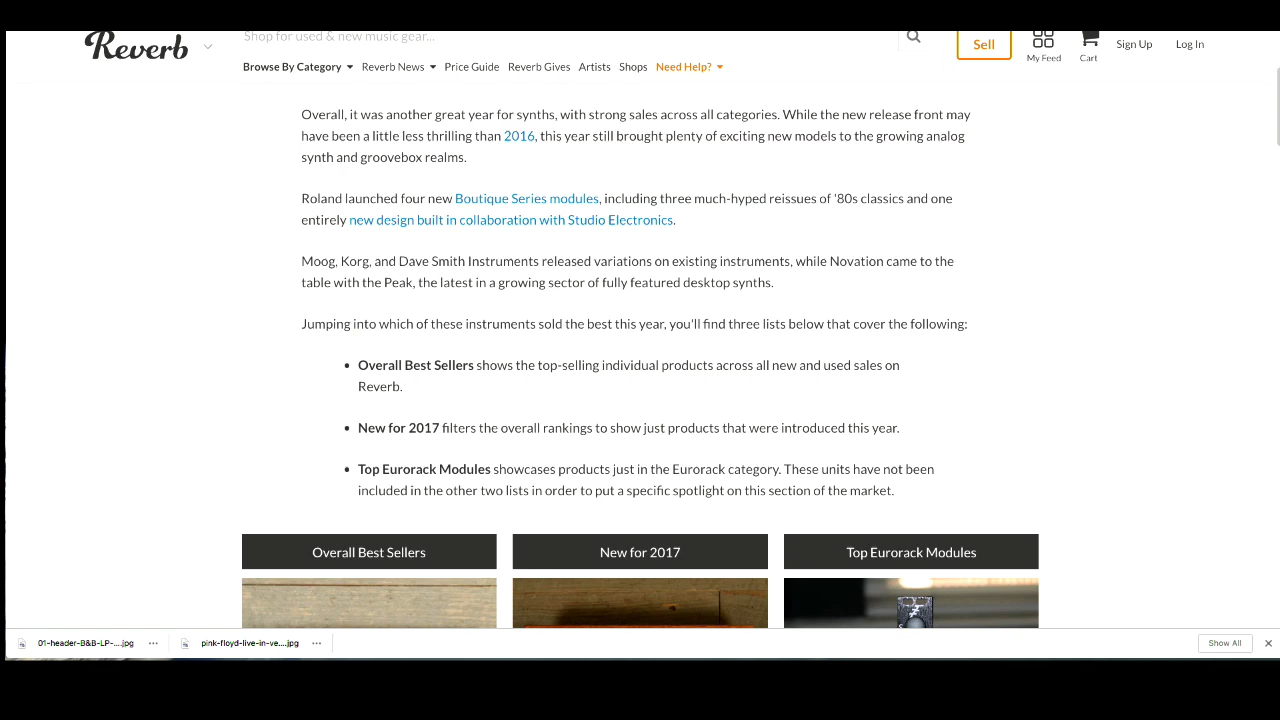 Reverb
Shop for used & new music gear...
Sell
My Feed
Cart
Sign Up
Log In
Browse By Category
Reverb News
Price Guide
Reverb Gives
Artists
Shops
Need Help?
Overall, it was another great year for synths, with strong sales across all categories. While the new release front may
have been a little less thrilling than 2016, this year still brought plenty of exciting new models to the growing analog
synth and groovebox realms.
Roland launched four new Boutique Series modules, including three much-hyped reissues of '80s classics and one
entirely new design built in collaboration with Studio Electronics.
Moog, Korg, and Dave Smith Instruments released variations on existing instruments, while Novation came to the
table with the Peak, the latest in a growing sector of fully featured desktop synths.
Jumping into which of these instruments sold the best this year, you'll find three lists below that cover the following:
• Overall Best Sellers shows the top-selling individual products across all new and used sales on
Reverb.
• New for 2017 filters the overall rankings to show just products that were introduced this year.
• Top Eurorack Modules showcases products just in the Eurorack category. These units have not been
included in the other two lists in order to put a specific spotlight on this section of the market.
Overall Best Sellers
New for 2017
Top Eurorack Modules
01-header-B&B-LP-....jpg
pink-floyd-live-in-ve....jpg
Show All